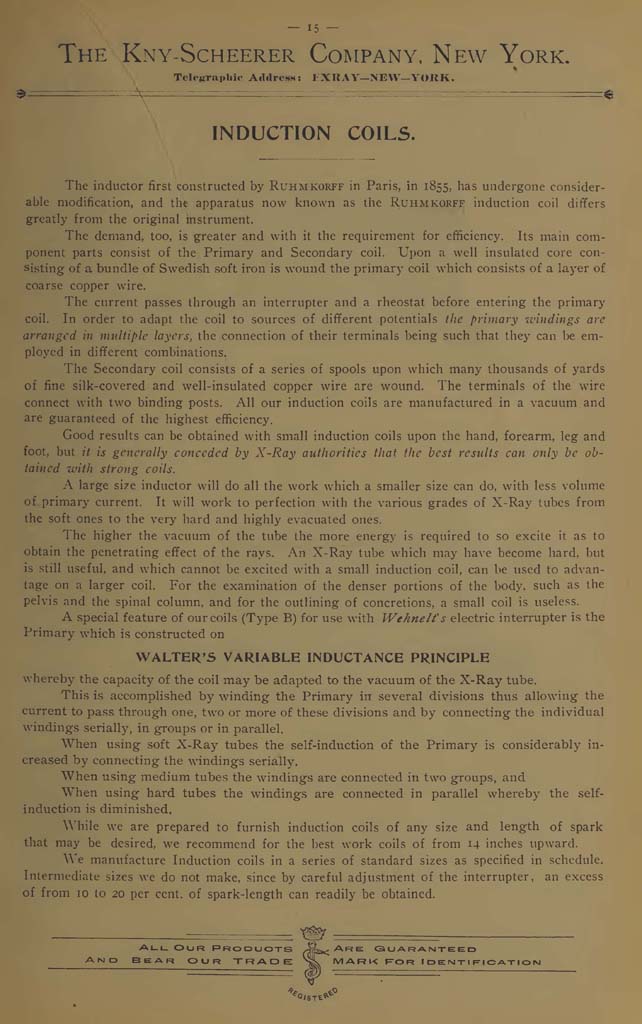 — 15 —
THE KNY-SCHEERER COMPANY, NEW YORK.
Telegraphic Address: EXRAY—NEW—YORK.
INDUCTION COILS.
The inductor first constructed by RUHMKORFF in Paris, in 1855, has undergone consider-
able modification, and the apparatus now known as the RUHMKORFF induction coil differs
greatly from the original instrument.
The demand, too, is greater and with it the requirement for efficiency. Its main com-
ponent parts consist of the Primary and Secondary coil. Upon a well insulated core con-
sisting of a bundle of Swedish soft iron is wound the primary coil which consists of a layer of
coarse copper wire.
The current passes through an interrupter and a rheostat before entering the primary
coil. In order to adapt the coil to sources of different potentials the primary windings are
arranged in multiple layers, the connection of their terminals being such that they can be em-
ployed in different combinations.
The Secondary coil consists of a series of spools upon which many thousands of yards
of fine silk-covered and well-insulated copper wire are wound. The terminals of the wire
connect with two binding posts. All our induction coils are manufactured in a vacuum and
are guaranteed of the highest efficiency.
Good results can be obtained with small induction coils upon the hand, forearm, leg and
foot, but it is generally conceded by X-Ray authorities that the best results can only be ob-
tained with strong coils.
A large size inductor will do all the work which a smaller size can do, with less volume
of primary current. It will work to perfection with the various grades of X-Ray tubes from
the soft ones to the very hard and highly evacuated ones.
The higher the vacuum of the tube the more energy is required to so excite it as to
obtain the penetrating effect of the rays. An X-Ray tube which may have become hard, but
is still useful, and which cannot be excited with a small induction coil, can be used to advan-
tage on a larger coil. For the examination of the denser portions of the body, such as the
pelvis and the spinal column, and for the outlining of concretions, a small coil is useless.
A special feature of our coils (Type B) for use with Wehnelt's electric interrupter is the
Primary which is constructed on
WALTER'S VARIABLE INDUCTANCE PRINCIPLE
whereby the capacity of the coil may be adapted to the vacuum of the X-Ray tube.
This is accomplished by winding the Primary in several divisions thus allowing the
current to pass through one, two or more of these divisions and by connecting the individual
windings serially, in groups or in parallel.
When using soft X-Ray tubes the self-induction of the Primary is considerably in-
creased by connecting the windings serially.
When using medium tubes the windings are connected in two groups, and
When using hard tubes the windings are connected in parallel whereby the self-
induction is diminished.
While we are prepared to furnish induction coils of any size and length of spark
that may be desired, we recommend for the best work coils of from 14 inches upward.
We manufacture Induction coils in a series of standard sizes as specified in schedule.
Intermediate sizes we do not make, since by careful adjustment of the interrupter, an excess
of from 10 to 20 per cent. of spark-length can readily be obtained.
ALL OUR PRODUCTS ARE GUARANTEED
AND BEAR OUR TRADE MARK FOR IDENTIFICATION
REGISTERED